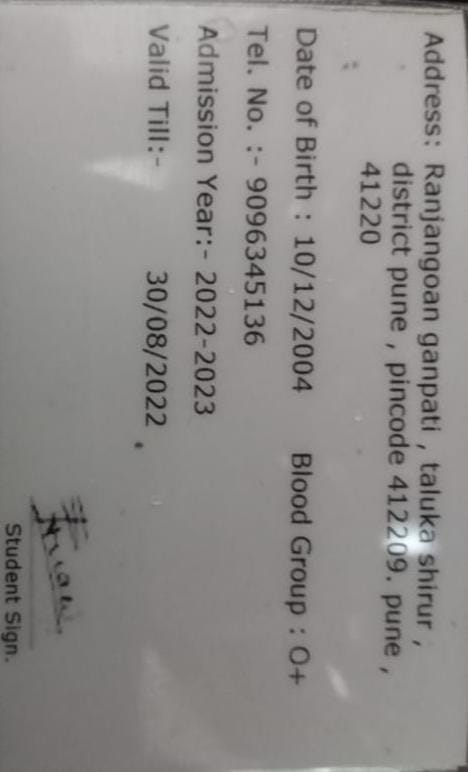 Address: Ranjangoan ganpati , taluka shirur ,
district pune , pincode 412209. pune ,
41220
Date of Birth : 10/12/2004 Blood Group : O+
Tel. No. :- 9096345136
Admission Year:- 2022-2023
Valid Till:- 30/08/2022
Student Sign.